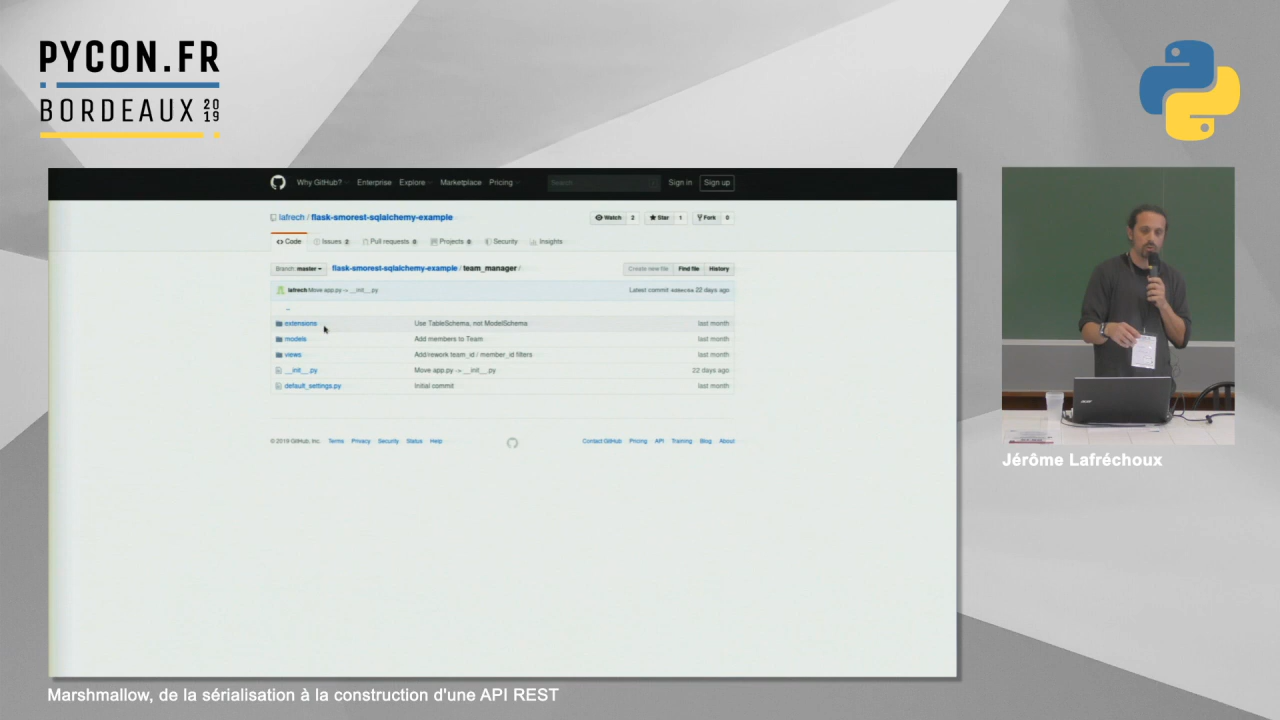 PYCON.FR
BORDEAUX 2019
Why GitHub? Enterprise Explore Marketplace Pricing Search Sign in Sign up
lafrech / flask-smorest-sqlalchemy-example Watch 2 Star 1 Fork 0
Code Issues 2 Pull requests 0 Projects 0 Security Insights
Branch: master flask-smorest-sqlalchemy-example / team_manager / Create new file Find file History
lafrech Move app.py -> __init__.py Latest commit 22 days ago
..
extensions Use TableSchema, not ModelSchema last month
models Add members to Team last month
views Add/rework team_id / member_id filters last month
__init__.py Move app.py -> __init__.py 22 days ago
default_settings.py Initial commit last month
© 2019 GitHub, Inc. Terms Privacy Security Status Help Contact GitHub Pricing API Training Blog About
acer
Jérôme Lafréchoux
Marshmallow, de la sérialisation à la construction d'une API REST